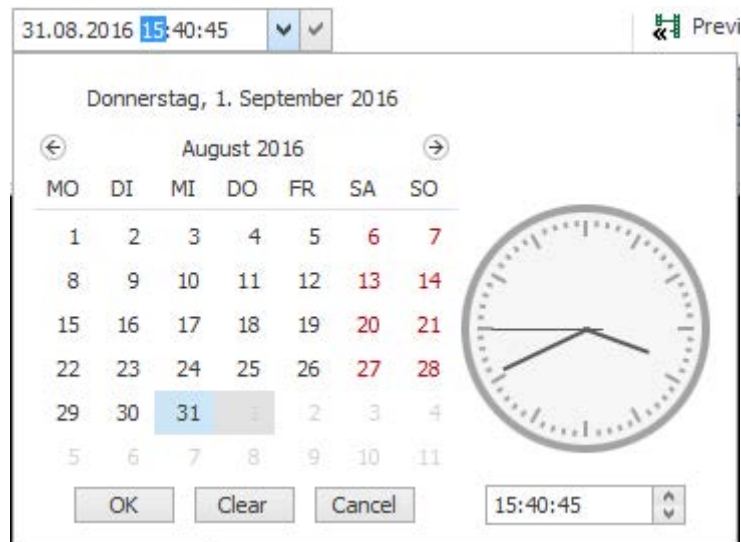 31.08.2016 15:40:45
Previ
Donnerstag, 1. September 2016
August 2016
MO DI MI DO FR SA SO
1 2 3 4 5 6 7
8 9 10 11 12 13 14
15 16 17 18 19 20 21
22 23 24 25 26 27 28
29 30 31 1 2 3 4
5 6 7 8 9 10 11
OK Clear Cancel 15:40:45